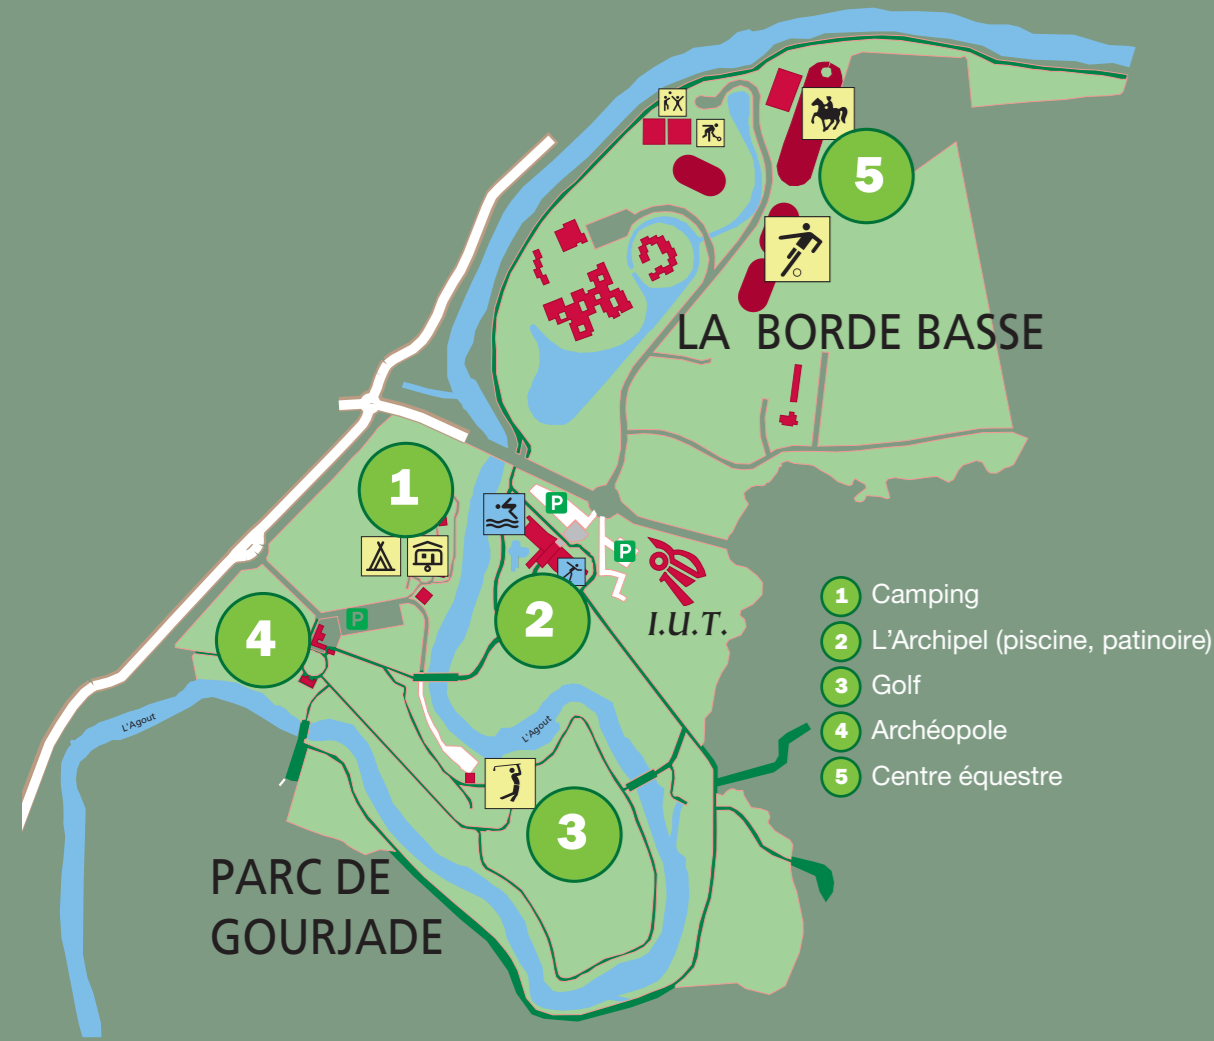 5
LA BORDE BASSE
1
P
P
I.U.T.
2
P
4
L'Agout
L'Agout
3
PARC DE
GOURJADE
1 Camping
2 L'Archipel (piscine, patinoire)
3 Golf
4 Archéopole
5 Centre équestre